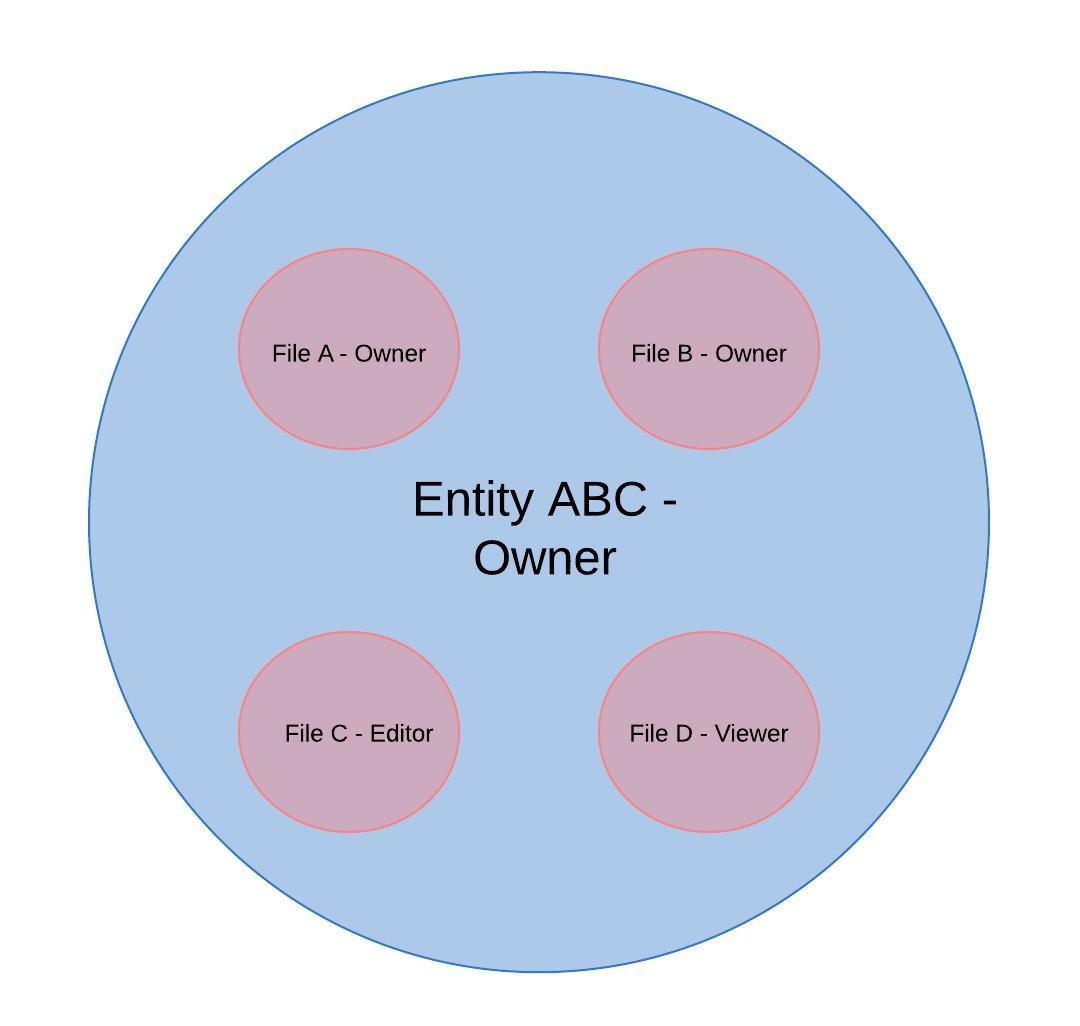 File A - Owner
File B - Owner
Entity ABC -
Owner
File C - Editor
File D - Viewer